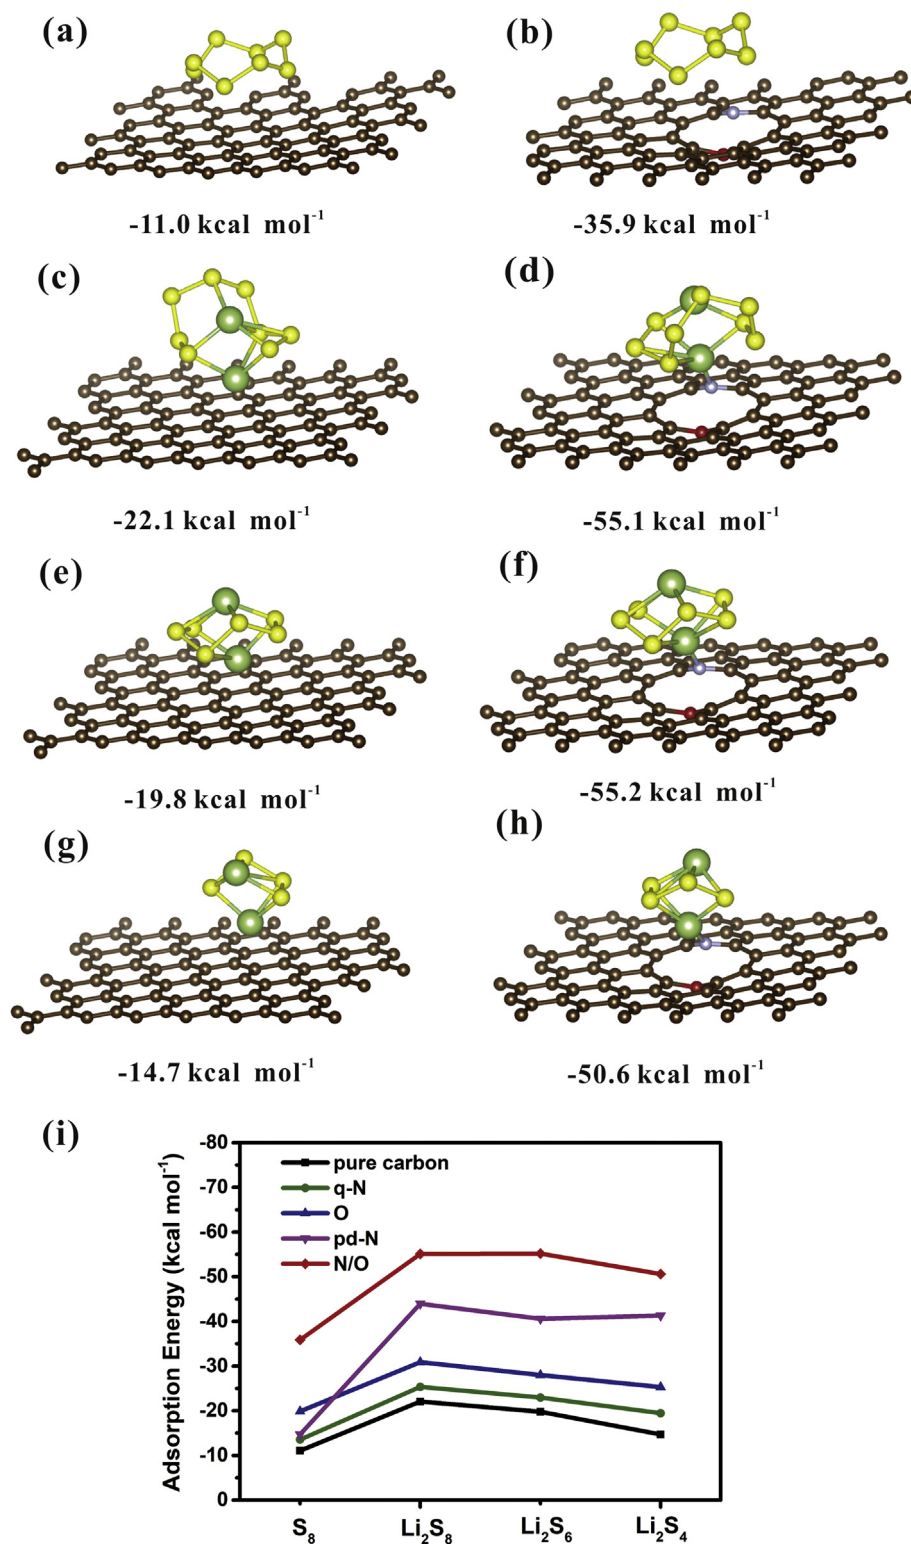 (a) (b)
-11.0 kcal mol⁻¹ -35.9 kcal mol⁻¹
(c) (d)
-22.1 kcal mol⁻¹ -55.1 kcal mol⁻¹
(e) (f)
-19.8 kcal mol⁻¹ -55.2 kcal mol⁻¹
(g) (h)
-14.7 kcal mol⁻¹ -50.6 kcal mol⁻¹
(i)
Adsorption Energy (kcal mol⁻¹)
-80
-70
-60
-50
-40
-30
-20
-10
0
pure carbon
q-N
O
pd-N
N/O
S₈ Li₂S₈ Li₂S₆ Li₂S₄